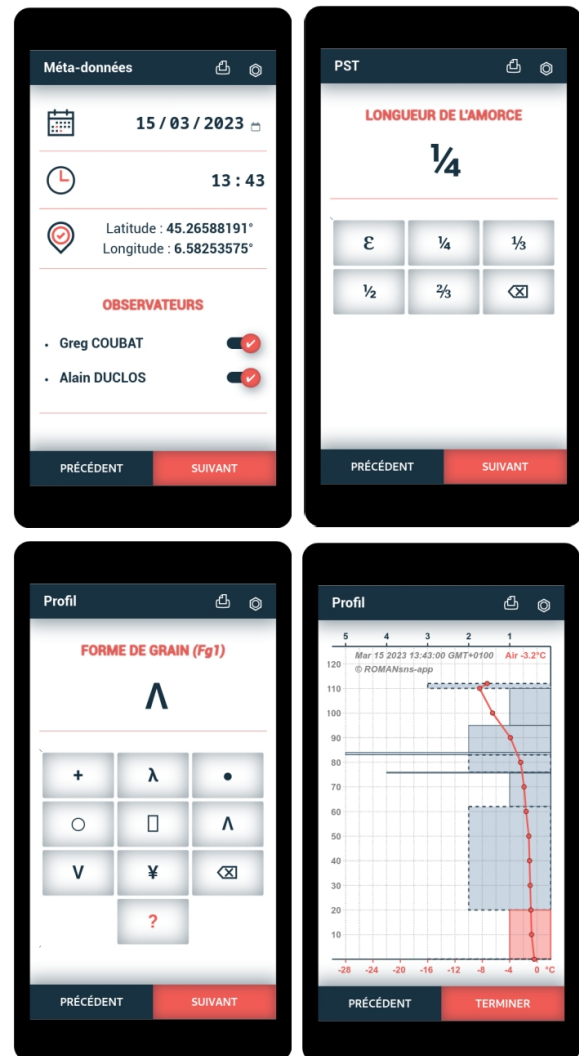 Méta-données
15/03/2023
13:43
Latitude : 45.26588191°
Longitude : 6.58253575°
OBSERVATEURS
• Greg COUBAT
• Alain DUCLOS
PRÉCÉDENT SUIVANT
PST
LONGUEUR DE L'AMORCE
¼
Ɛ ¼ ⅓
½ ⅔
PRÉCÉDENT SUIVANT
Profil
FORME DE GRAIN (Fg1)
Λ
+ λ ●
○ □ Λ
V ¥
?
PRÉCÉDENT SUIVANT
Profil
5 4 3 2 1
Mar 15 2023 13:43:00 GMT+0100 Air -3.2°C
© ROMANsns-app
120
110
100
90
80
70
60
50
40
30
20
10
-28 -24 -20 -16 -12 -8 -4 0 °C
PRÉCÉDENT TERMINER